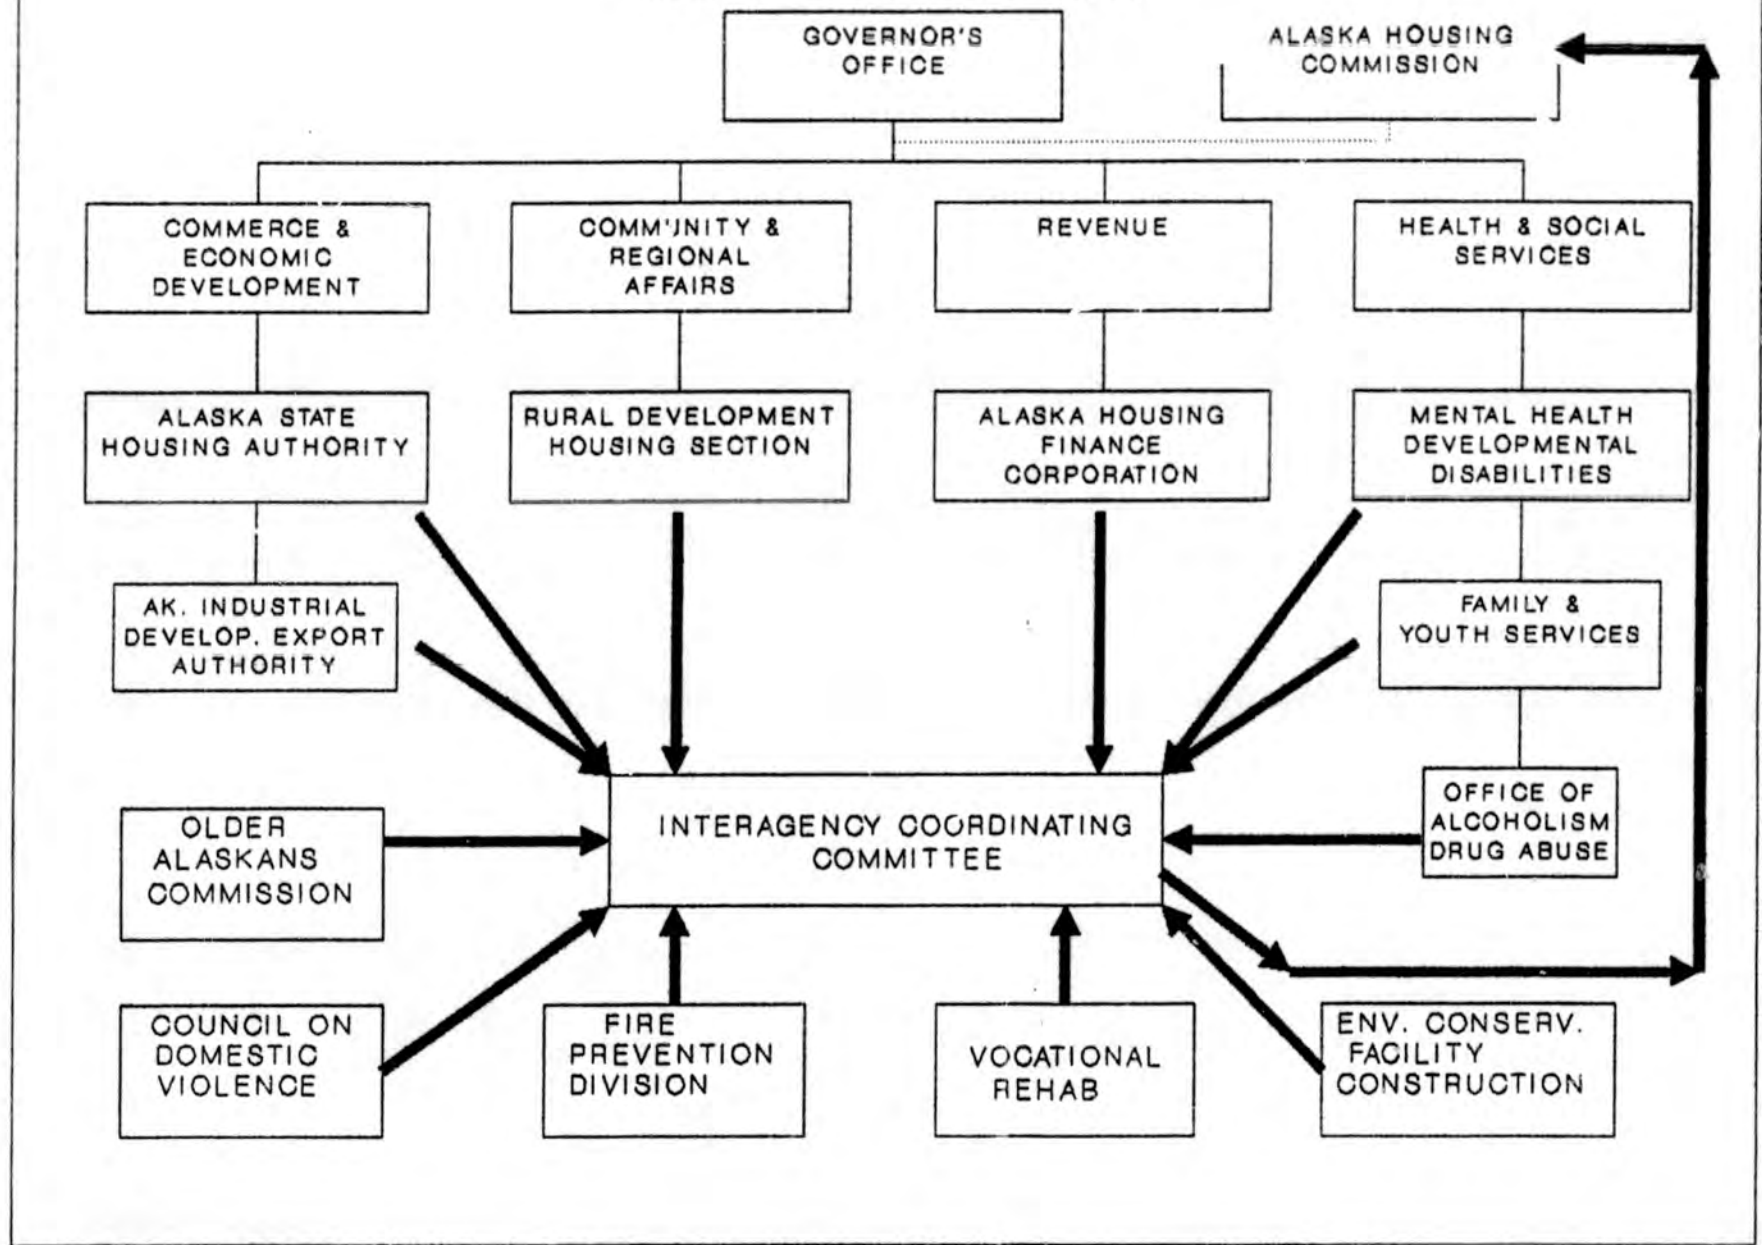 GOVERNOR'S
OFFICE
ALASKA HOUSING
COMMISSION
COMMERCE &
ECONOMIC
DEVELOPMENT
COMMUNITY &
REGIONAL
AFFAIRS
REVENUE
HEALTH & SOCIAL
SERVICES
ALASKA STATE
HOUSING AUTHORITY
RURAL DEVELOPMENT
HOUSING SECTION
ALASKA HOUSING
FINANCE
CORPORATION
MENTAL HEALTH
DEVELOPMENTAL
DISABILITIES
AK. INDUSTRIAL
DEVELOP. EXPORT
AUTHORITY
FAMILY &
YOUTH SERVICES
OLDER
ALASKANS
COMMISSION
INTERAGENCY COORDINATING
COMMITTEE
OFFICE OF
ALCOHOLISM
DRUG ABUSE
COUNCIL ON
DOMESTIC
VIOLENCE
FIRE
PREVENTION
DIVISION
VOCATIONAL
REHAB
ENV. CONSERV.
FACILITY
CONSTRUCTION